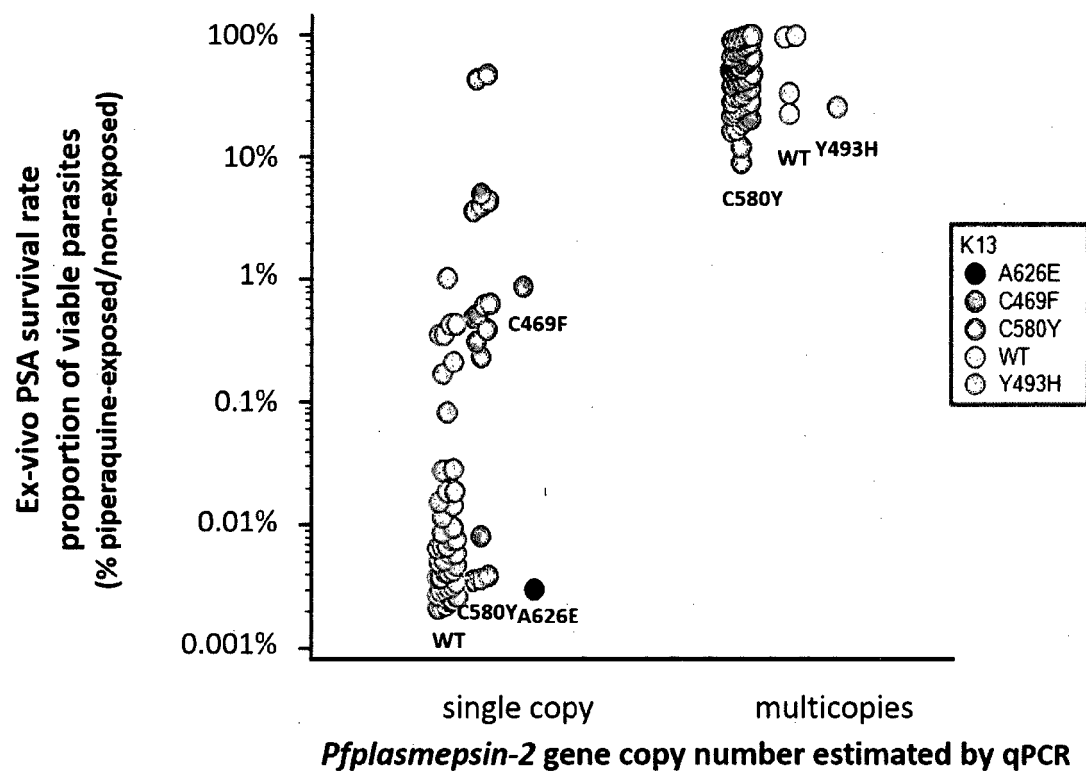 Ex-vivo PSA survival rate
proportion of viable parasites
(% piperaquine-exposed/non-exposed)
100%
10%
1%
0.1%
0.01%
0.001%
C469F
C580Y
A626E
WT
C580Y
WT
Y493H
K13
A626E
C469F
C580Y
WT
Y493H
single copy
multicopies
Pfplasmepsin-2 gene copy number estimated by qPCR